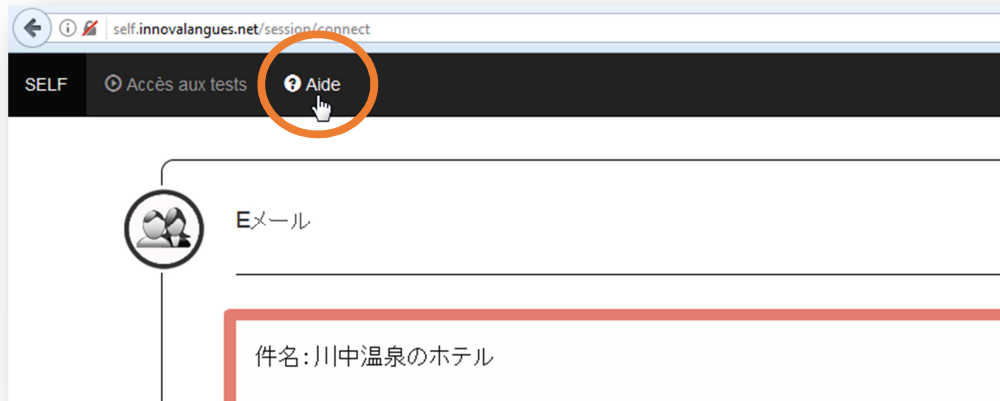 self.innovalangues.net/session/connect
SELF Accès aux tests Aide
Eメール
件名:川中温泉のホテル